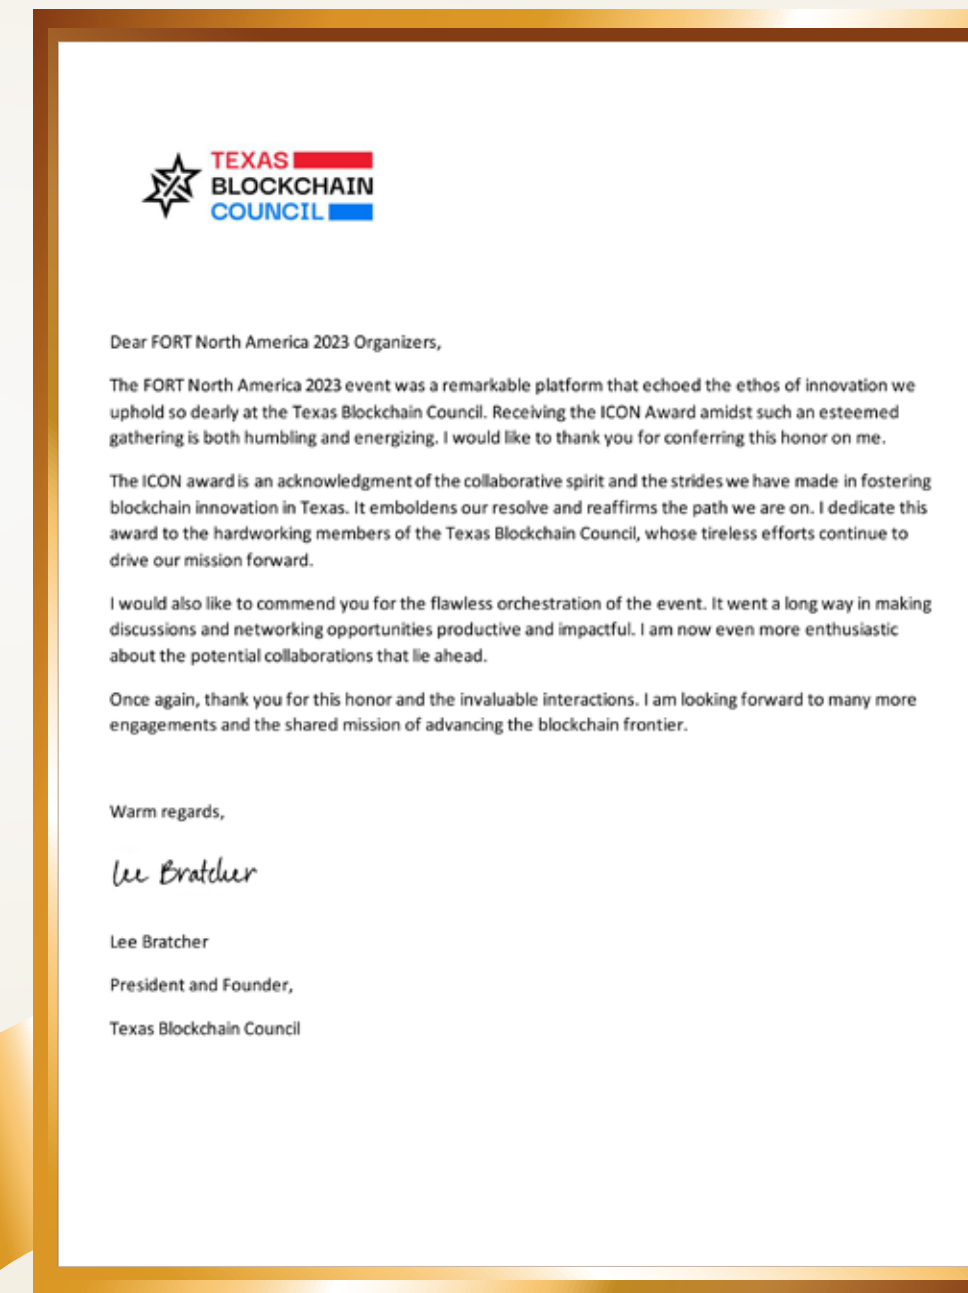 TEXAS
BLOCKCHAIN
COUNCIL
Dear FORT North America 2023 Organizers,
The FORT North America 2023 event was a remarkable platform that echoed the ethos of innovation we
uphold so dearly at the Texas Blockchain Council. Receiving the ICON Award amidst such an esteemed
gathering is both humbling and energizing. I would like to thank you for conferring this honor on me.
The ICON award is an acknowledgment of the collaborative spirit and the strides we have made in fostering
blockchain innovation in Texas. It emboldens our resolve and reaffirms the path we are on. I dedicate this
award to the hardworking members of the Texas Blockchain Council, whose tireless efforts continue to
drive our mission forward.
I would also like to commend you for the flawless orchestration of the event. It went a long way in making
discussions and networking opportunities productive and impactful. I am now even more enthusiastic
about the potential collaborations that lie ahead.
Once again, thank you for this honor and the invaluable interactions. I am looking forward to many more
engagements and the shared mission of advancing the blockchain frontier.
Warm regards,
Lee Bratcher
Lee Bratcher
President and Founder,
Texas Blockchain Council